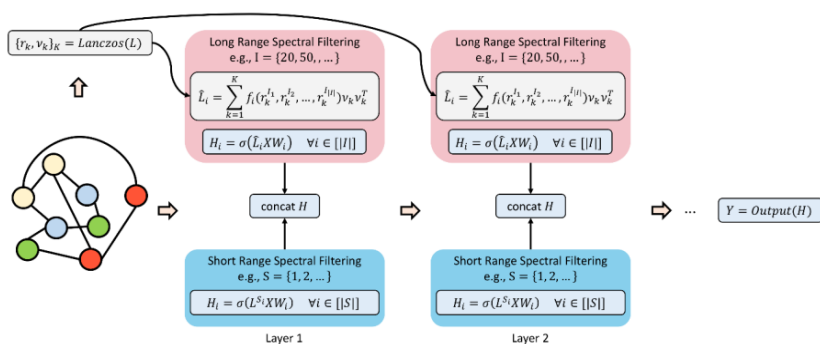 {r_k, v_k}_K = Lanczos(L)
Long Range Spectral Filtering
e.g., I = {20, 50, , … }
L̂_i = ∑_{k=1}^{K} f_i(r_k^{I_1}, r_k^{I_2}, … , r_k^{I_{|I|}}) v_k v_k^T
H_i = σ(L̂_i X W_i) ∀i ∈ [|I|]
concat H
Short Range Spectral Filtering
e.g., S = {1, 2, … }
H_i = σ(L^{S_i} X W_i) ∀i ∈ [|S|]
Layer 1
Long Range Spectral Filtering
e.g., I = {20, 50, , … }
L̂_i = ∑_{k=1}^{K} f_i(r_k^{I_1}, r_k^{I_2}, … , r_k^{I_{|I|}}) v_k v_k^T
H_i = σ(L̂_i X W_i) ∀i ∈ [|I|]
concat H
Short Range Spectral Filtering
e.g., S = {1, 2, … }
H_i = σ(L^{S_i} X W_i) ∀i ∈ [|S|]
Layer 2
...
Y = Output(H)